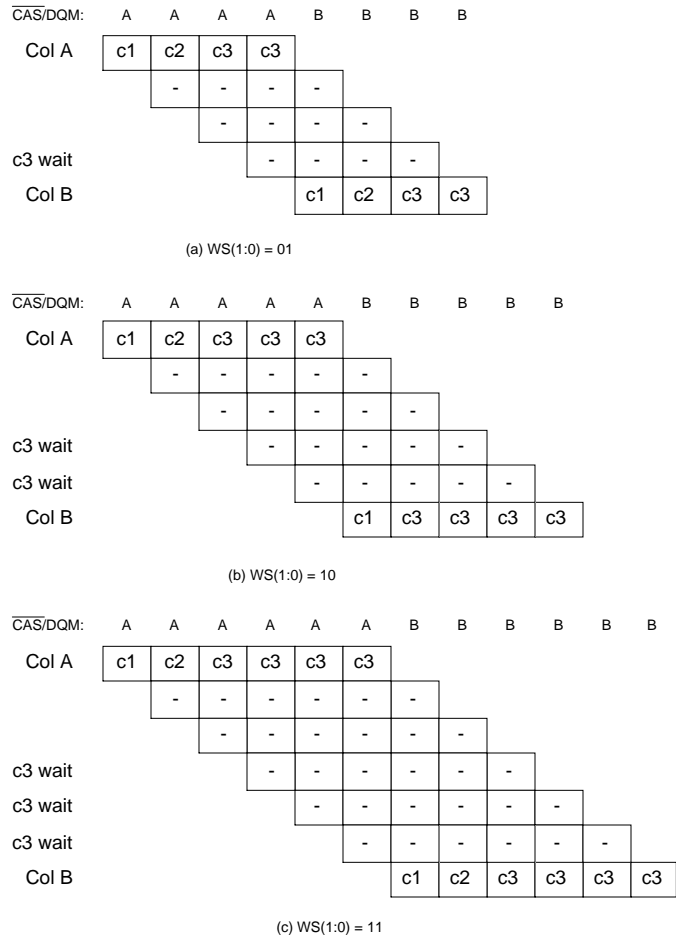 CAS/DQM: A A A A B B B B
Col A c1 c2 c3 c3
- - - -
- - - -
c3 wait - - - -
Col B c1 c2 c3 c3
(a) WS(1:0) = 01
CAS/DQM: A A A A A B B B B B
Col A c1 c2 c3 c3 c3
- - - - -
- - - - -
c3 wait - - - - -
c3 wait - - - - -
Col B c1 c3 c3 c3 c3
(b) WS(1:0) = 10
CAS/DQM: A A A A A A B B B B B B
Col A c1 c2 c3 c3 c3 c3
- - - - - -
- - - - - -
c3 wait - - - - - -
c3 wait - - - - - -
c3 wait - - - - - -
Col B c1 c2 c3 c3 c3 c3
(c) WS(1:0) = 11